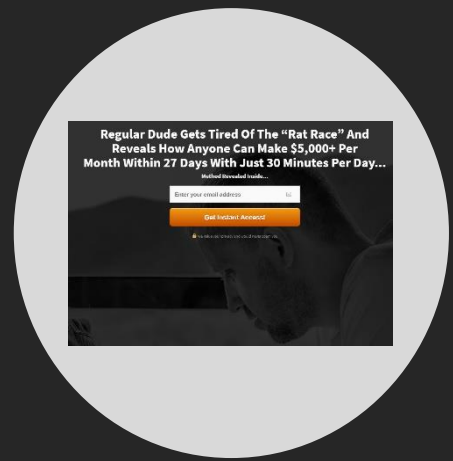 Regular Dude Gets Tired Of The “Rat Race” And
Reveals How Anyone Can Make $5,000+ Per
Month Within 27 Days With Just 30 Minutes Per Day...
Method Revealed Inside...
Enter your email address
Get Instant Access!